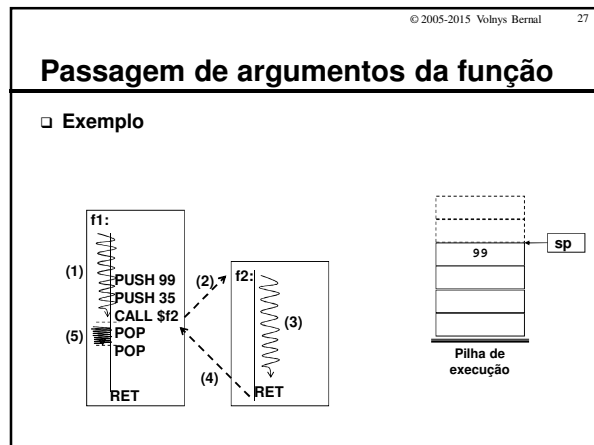 © 2005-2015 Volnys Bernal 27
Passagem de argumentos da função
❑ Exemplo
f1:
(1)
PUSH 99
PUSH 35
CALL $f2
(5)
POP
POP
RET
(2)
f2:
(3)
(4)
RET
99
sp
Pilha de
execução